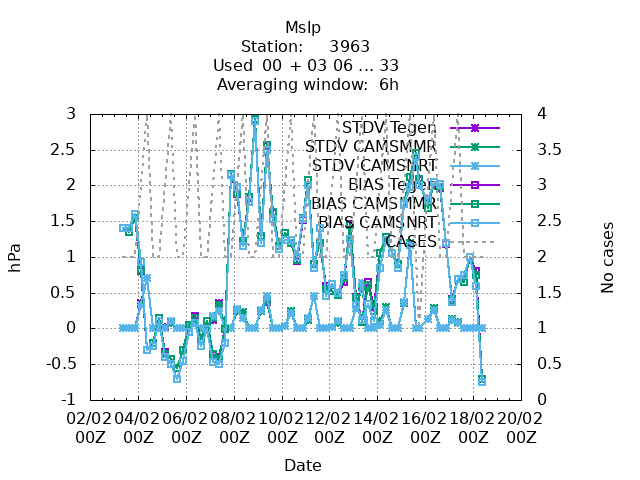 Mslp
Station: 3963
Used 00 + 03 06 ... 33
Averaging window: 6h
3
2.5
2
1.5
1
0.5
0
-0.5
-1
4
3.5
3
2.5
2
1.5
1
0.5
0
hPa
No cases
STDV Tegen
STDV CAMSMMR
STDV CAMSNRT
BIAS Tegen
BIAS CAMSMMR
BIAS CAMSNRT
CASES
02/02 04/02 06/02 08/02 10/02 12/02 14/02 16/02 18/02 20/02
00Z 00Z 00Z 00Z 00Z 00Z 00Z 00Z 00Z 00Z
Date